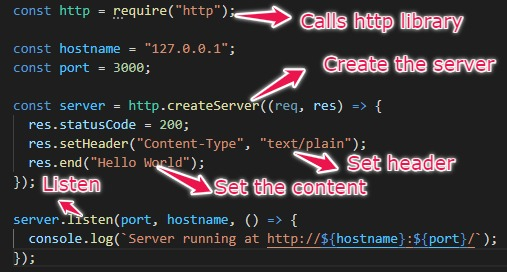 const http = require("http");
Calls http library
const hostname = "127.0.0.1";
const port = 3000;
Create the server
const server = http.createServer((req, res) => {
res.statusCode = 200;
res.setHeader("Content-Type", "text/plain");
Set header
res.end("Hello World");
Set the content
});
Listen
server.listen(port, hostname, () => {
console.log(`Server running at http://${hostname}:${port}/`);
});